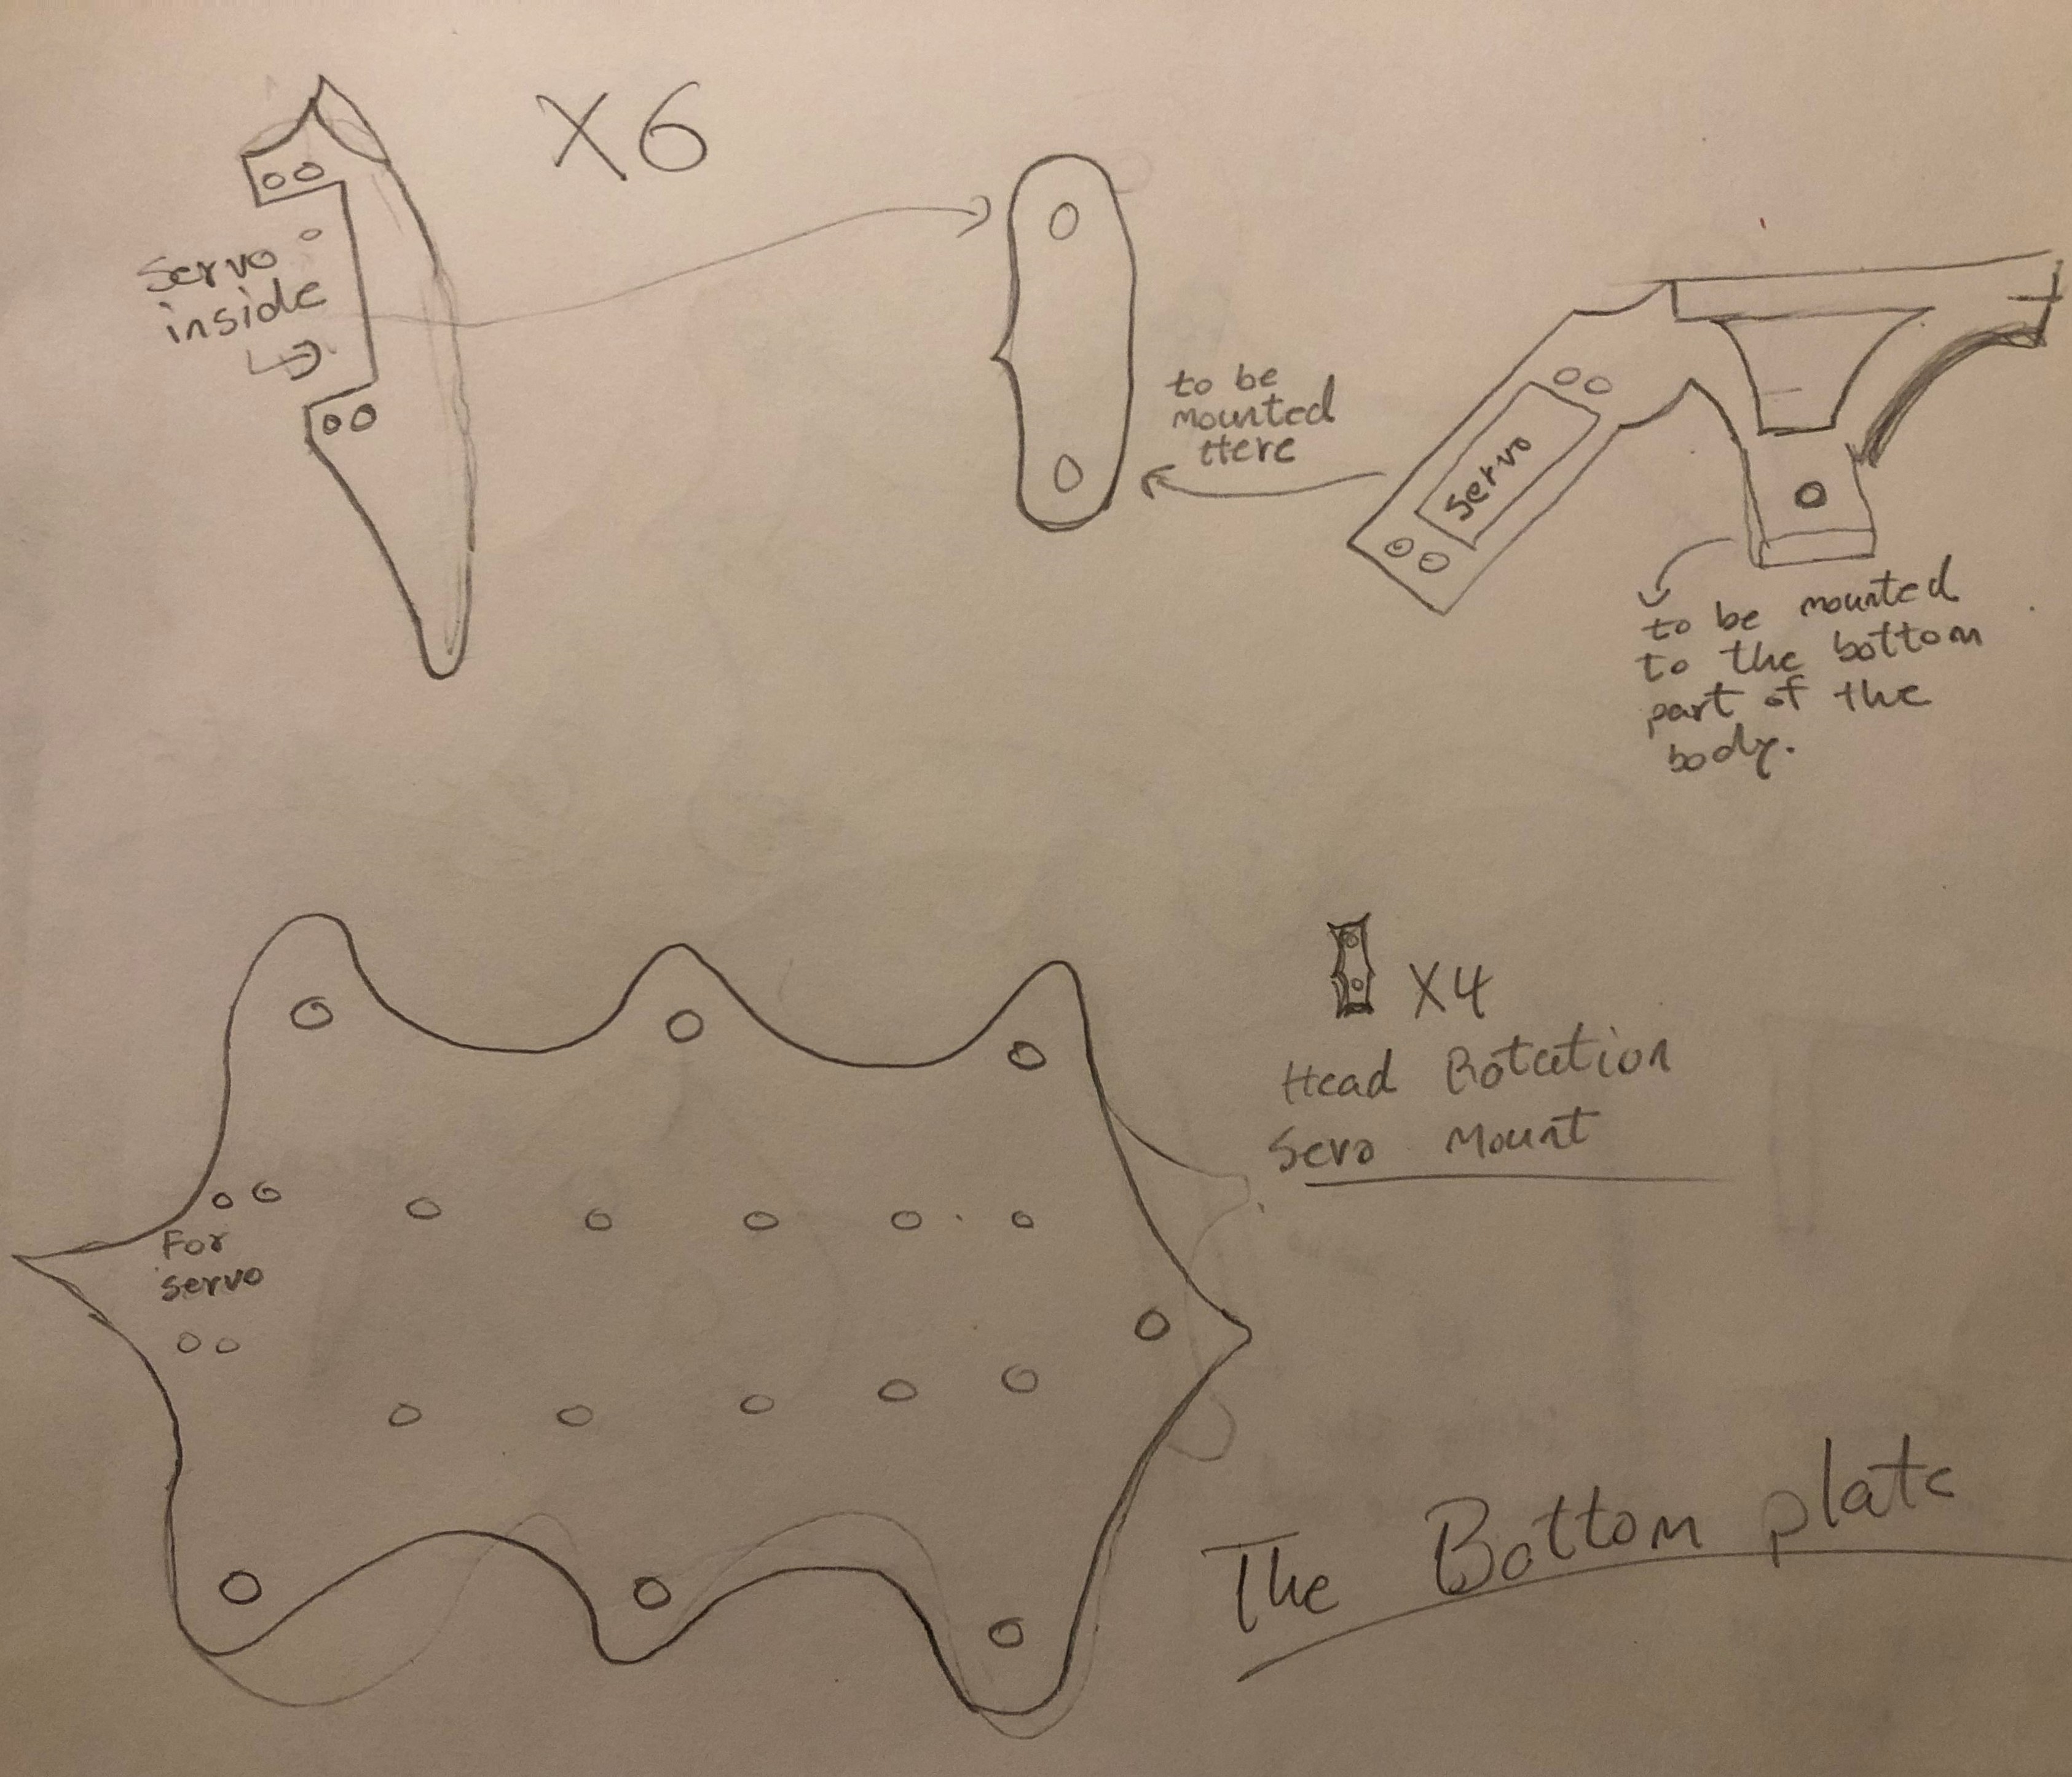 X6
Servo
inside
to be
mounted
Here
Servo
to be mounted
to the bottom
part of the
body.
X4
Head Rotation
Servo Mount
For
servo
The Bottom plate